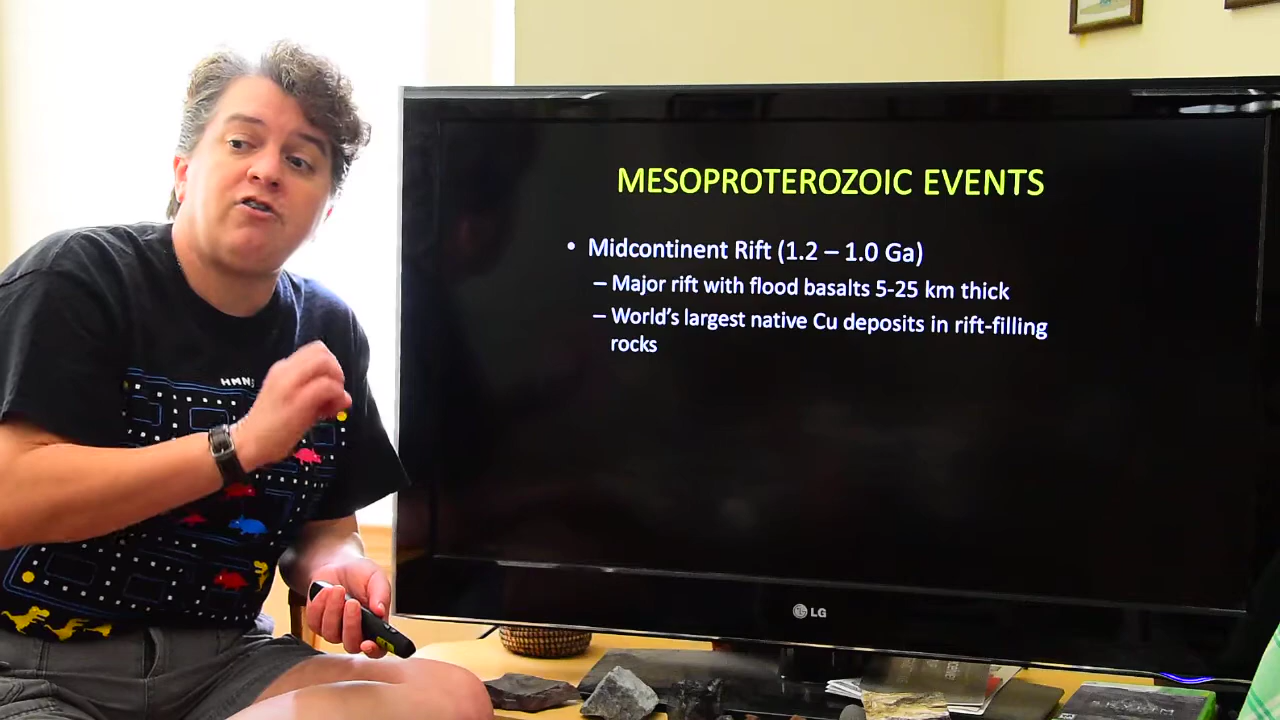 MESOPROTEROZOIC EVENTS
• Midcontinent Rift (1.2 – 1.0 Ga)
– Major rift with flood basalts 5-25 km thick
– World's largest native Cu deposits in rift-filling
rocks
HMNS
LG